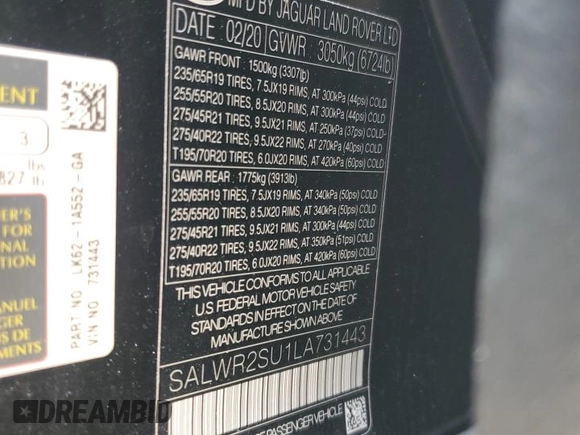 MFD BY JAGUAR LAND ROVER LTD
DATE: 02/20 GVWR : 3050kg (6724lb)
GAWR FRONT : 1500kg (3307lb)
235/65R19 TIRES, 7.5JX19 RIMS, AT 300kPa (44psi) COLD
255/55R20 TIRES, 8.5JX20 RIMS, AT 300kPa (44psi) COLD
275/45R21 TIRES, 9.5JX21 RIMS, AT 250kPa (37psi) COLD
275/40R22 TIRES, 9.5JX22 RIMS, AT 270kPa (40psi) COLD
T195/70R20 TIRES, 6.0JX20 RIMS, AT 420kPa (60psi) COLD
GAWR REAR : 1775kg (3913lb)
235/65R19 TIRES, 7.5JX19 RIMS, AT 340kPa (50psi) COLD
255/55R20 TIRES, 8.5JX20 RIMS, AT 340kPa (50psi) COLD
275/45R21 TIRES, 9.5JX21 RIMS, AT 300kPa (44psi) COLD
275/40R22 TIRES, 9.5JX22 RIMS, AT 350kPa (51psi) COLD
T195/70R20 TIRES, 6.0JX20 RIMS, AT 420kPa (60psi) COLD
THIS VEHICLE CONFORMS TO ALL APPLICABLE
U.S. FEDERAL MOTOR VEHICLE SAFETY
BUMPER, AND THEFT PREVENTION STANDARDS
IN EFFECT ON THE DATE OF
MANUFACTURE SHOWN ABOVE
SALWR2SU1LA731443
PASSENGER VEHICLE
PART NO. LK62-1A552-GA
VIN NO. 731443
ENT
3
lbs
827 lb
ER'S
FOR
ONAL
ION
MANUEL
POUR
DE
EMENTS
DREAMBID